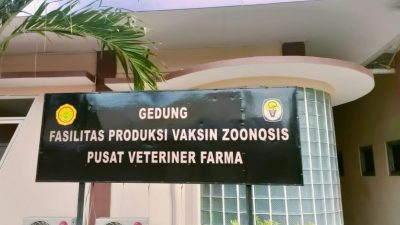 GEDUNG
FASILITAS PRODUKSI VAKSIN ZOONOSIS
PUSAT VETERINER FARMA